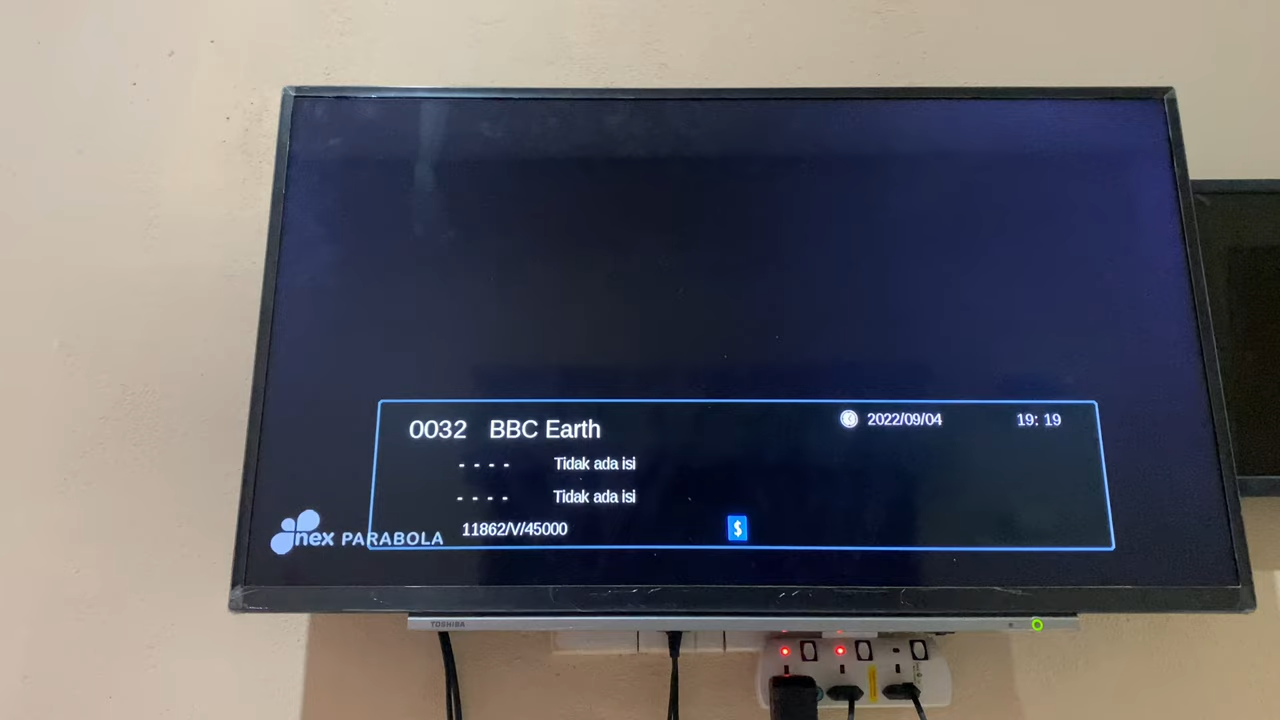 0032 BBC Earth 2022/09/04 19: 19
- - - - Tidak ada isi
- - - - Tidak ada isi
11862/V/45000 $
nex PARABOLA
TOSHIBA